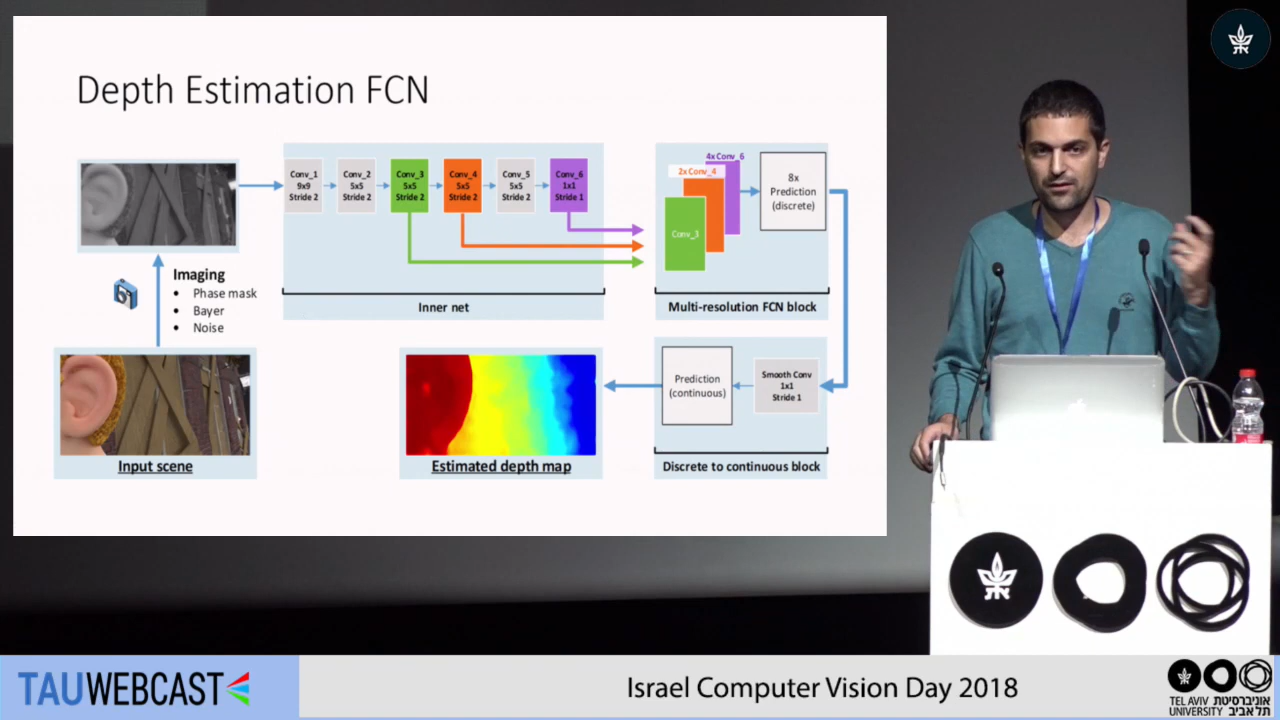 Depth Estimation FCN
Conv_1
9x9
Stride 2
Conv_2
5x5
Stride 2
Conv_3
5x5
Stride 2
Conv_4
5x5
Stride 2
Conv_5
5x5
Stride 2
Conv_6
1x1
Stride 1
Inner net
4x Conv_6
2x Conv_4
Conv_3
8x
Prediction
(discrete)
Multi-resolution FCN block
Imaging
• Phase mask
• Bayer
• Noise
Input scene
Estimated depth map
Prediction
(continuous)
Smooth Conv
1x1
Stride 1
Discrete to continuous block
TAUWEBCAST
Israel Computer Vision Day 2018
TEL AVIV אוניברסיטת
UNIVERSITY תל אביב